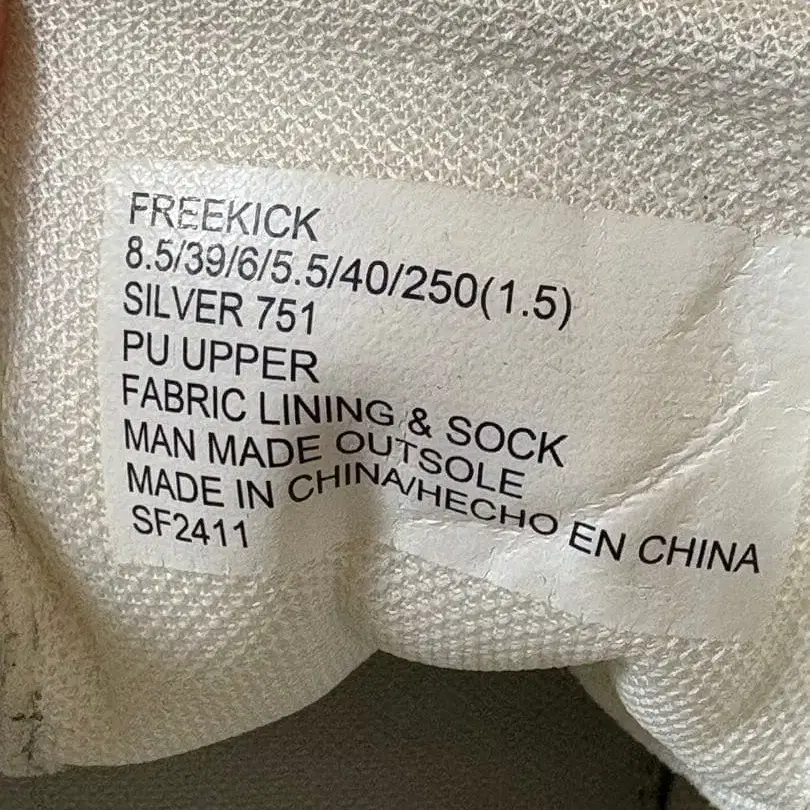 FREEKICK
8.5/39/6/5.5/40/250(1.5)
SILVER 751
PU UPPER
FABRIC LINING & SOCK
MAN MADE OUTSOLE
MADE IN CHINA/HECHO EN CHINA
SF2411